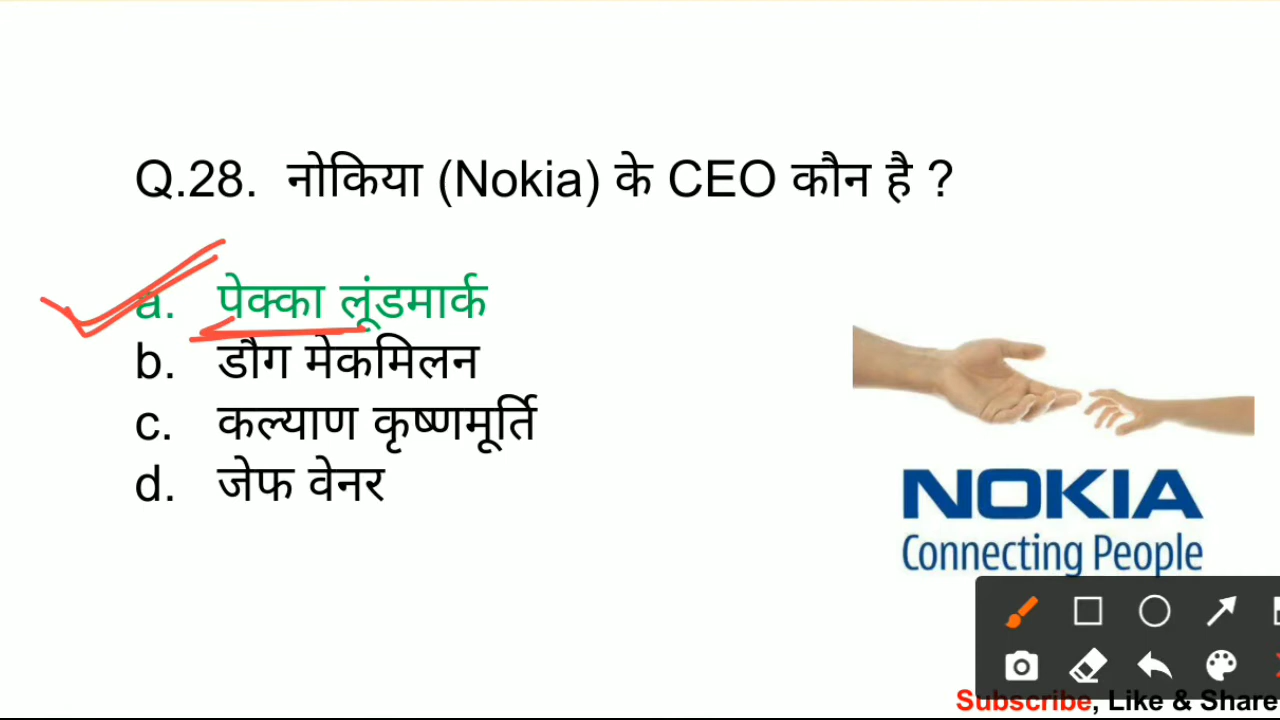 Q.28. नोकिया (Nokia) के CEO कौन है ?
a. पेक्का लूंडमार्क
b. डौग मेकमिलन
c. कल्याण कृष्णमूर्ति
d. जेफ वेनर
NOKIA
Connecting People
Subscribe, Like & Share